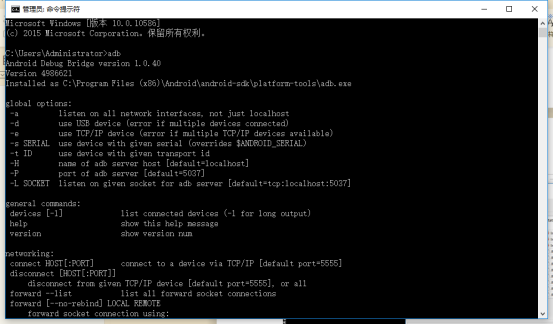 管理员: 命令提示符
Microsoft Windows [版本 10.0.10586]
(c) 2015 Microsoft Corporation。保留所有权利。
C:\Users\Administrator>adb
Android Debug Bridge version 1.0.40
Version 4986621
Installed as C:\Program Files (x86)\Android\android-sdk\platform-tools\adb.exe
global options:
-a listen on all network interfaces, not just localhost
-d use USB device (error if multiple devices connected)
-e use TCP/IP device (error if multiple TCP/IP devices available)
-s SERIAL use device with given serial (overrides $ANDROID_SERIAL)
-t ID use device with given transport id
-H name of adb server host [default=localhost]
-P port of adb server [default=5037]
-L SOCKET listen on given socket for adb server [default=tcp:localhost:5037]
general commands:
devices [-l] list connected devices (-l for long output)
help show this help message
version show version num
networking:
connect HOST[:PORT] connect to a device via TCP/IP [default port=5555]
disconnect [HOST[:PORT]]
disconnect from given TCP/IP device [default port=5555], or all
forward --list list all forward socket connections
forward [--no-rebind] LOCAL REMOTE
forward socket connection using: